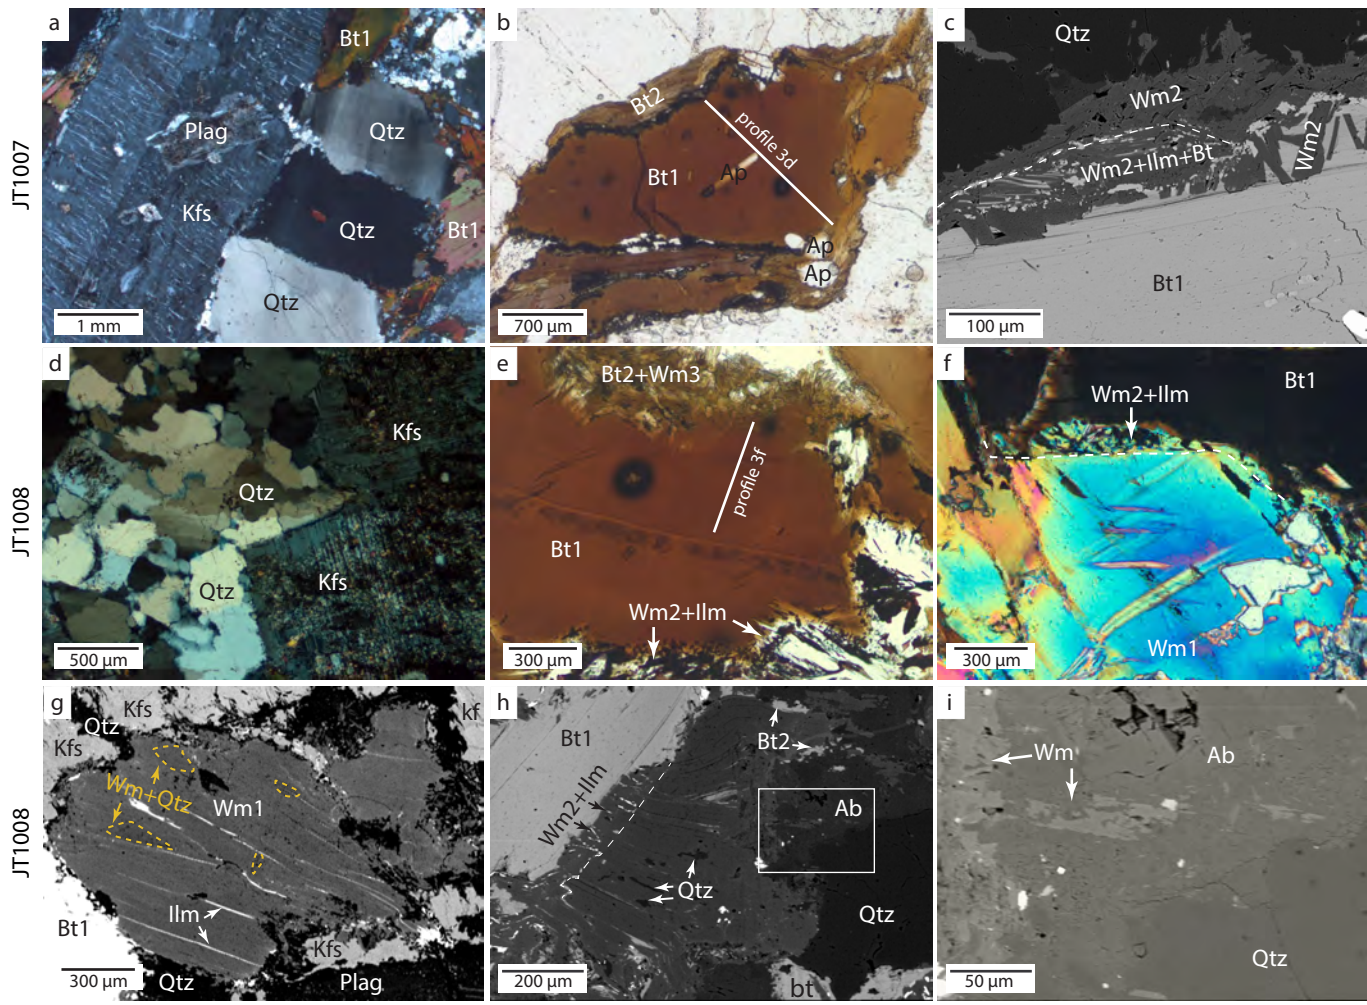 JT1007
a
Bt1
Qtz
Plag
Kfs
Qtz
Bt1
Qtz
1 mm
b
Bt2
profile 3d
Bt1
Ap
Ap
Ap
700 µm
c
Qtz
Wm2
Wm2+Ilm+Bt
Wm2
Bt1
100 µm
JT1008
d
Kfs
Qtz
Qtz
Kfs
500 µm
e
Bt2+Wm3
profile 3f
Bt1
Wm2+Ilm
300 µm
f
Bt1
Wm2+Ilm
Wm1
300 µm
JT1008
g
Kfs
Qtz
kf
Kfs
Wm+Qtz
Wm1
Ilm
Bt1
Kfs
300 µm
Qtz
Plag
h
Bt1
Bt2
Wm2+Ilm
Ab
Qtz
Qtz
200 µm
bt
i
Wm
Ab
Qtz
50 µm